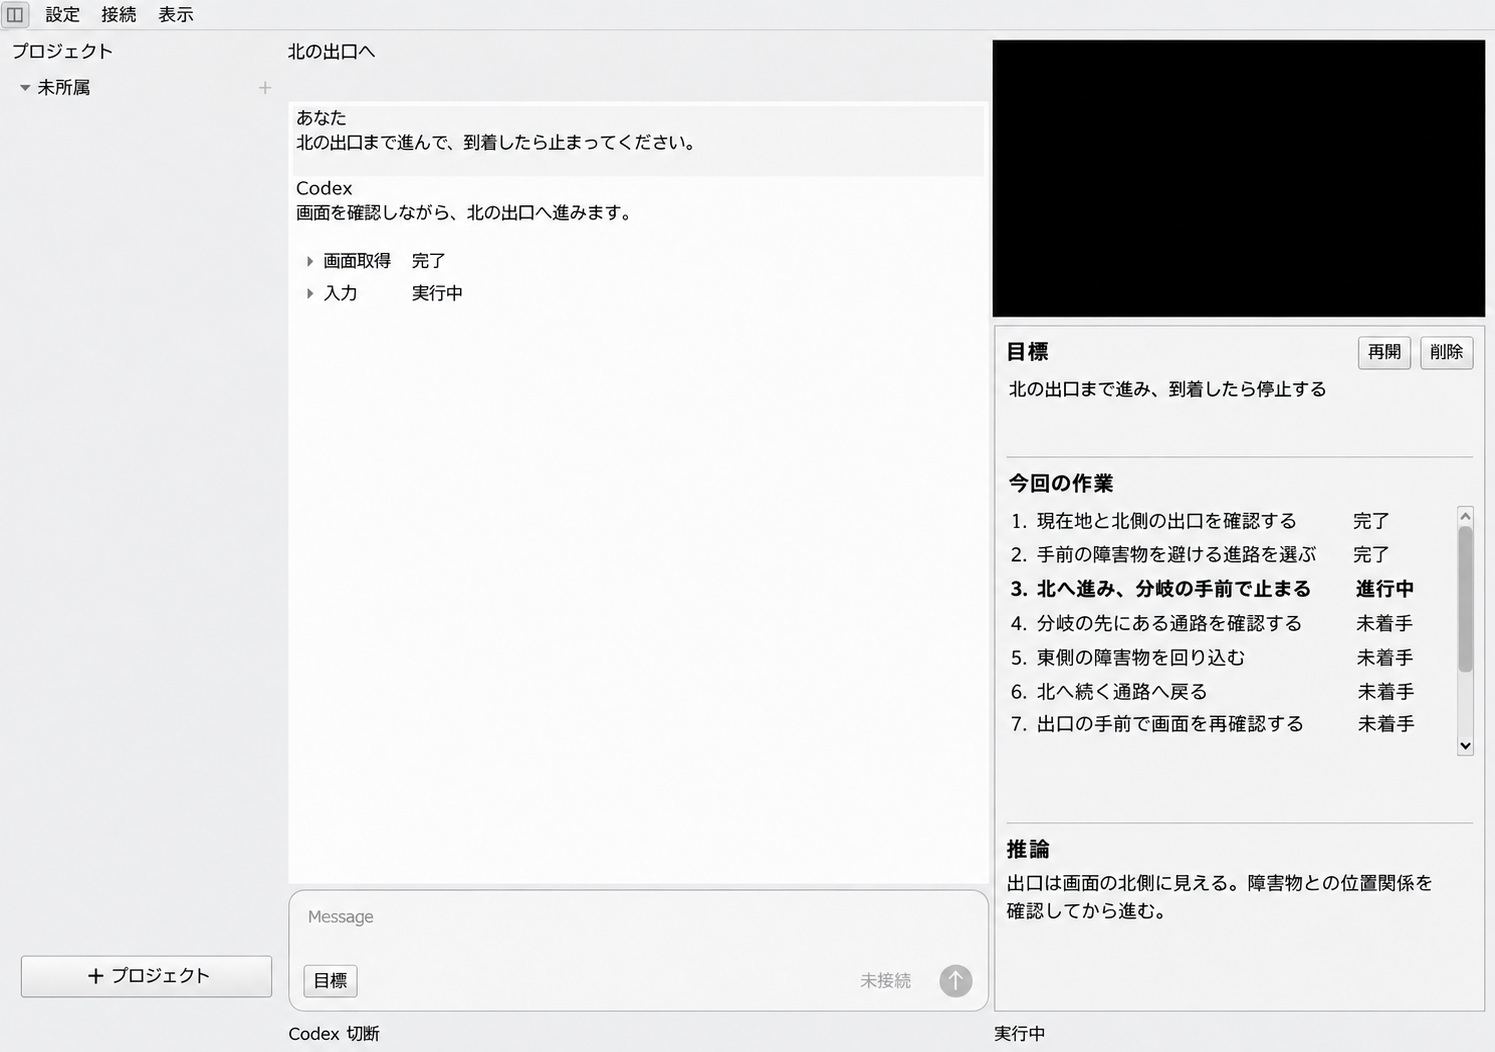 設定 接続 表示
プロジェクト
未所属 +
+ プロジェクト
北の出口へ
あなた
北の出口まで進んで、到着したら止まってください。
Codex
画面を確認しながら、北の出口へ進みます。
画面取得 完了
入力 実行中
Message
目標 未接続
Codex 切断
目標 再開 削除
北の出口まで進み、到着したら停止する
今回の作業
1. 現在地と北側の出口を確認する 完了
2. 手前の障害物を避ける進路を選ぶ 完了
3. 北へ進み、分岐の手前で止まる 進行中
4. 分岐の先にある通路を確認する 未着手
5. 東側の障害物を回り込む 未着手
6. 北へ続く通路へ戻る 未着手
7. 出口の手前で画面を再確認する 未着手
推論
出口は画面の北側に見える。障害物との位置関係を
確認してから進む。
実行中